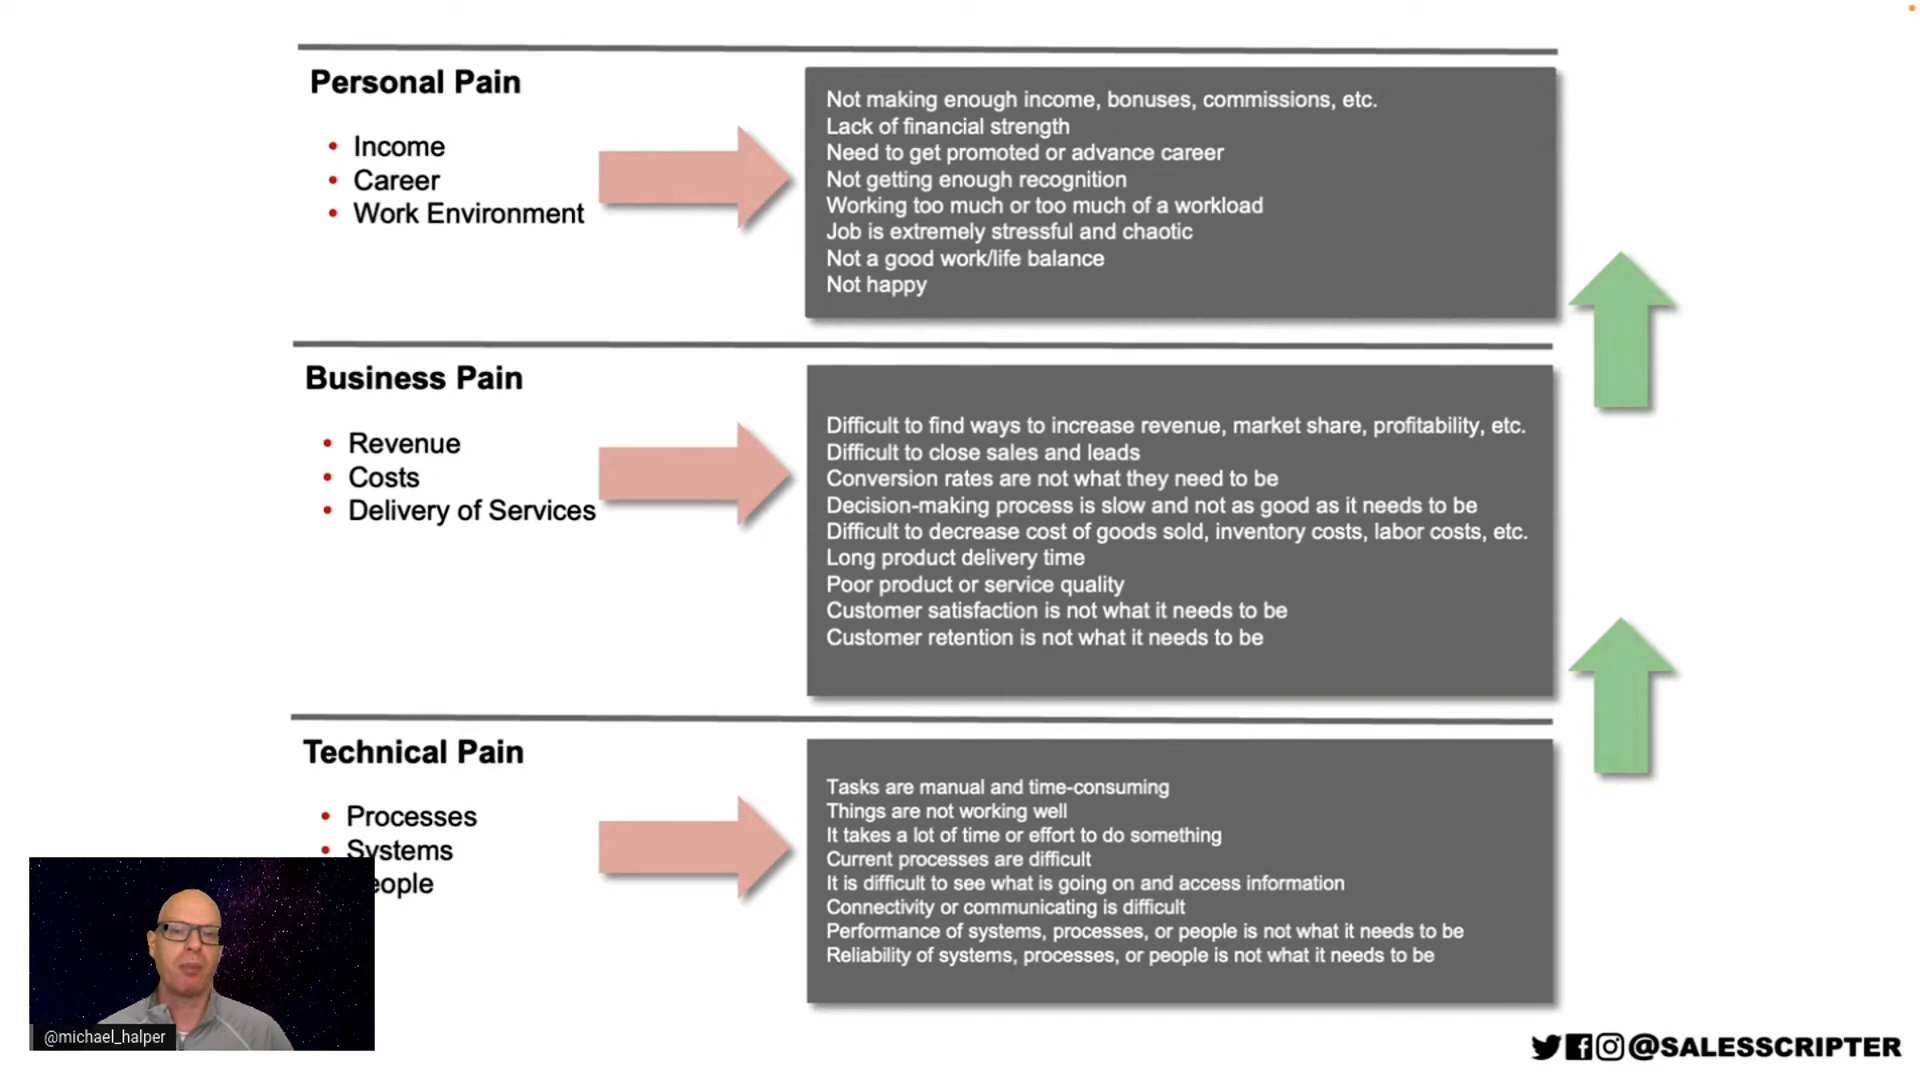 Personal Pain
Income
Career
Work Environment
Not making enough income, bonuses, commissions, etc.
Lack of financial strength
Need to get promoted or advance career
Not getting enough recognition
Working too much or too much of a workload
Job is extremely stressful and chaotic
Not a good work/life balance
Not happy
Business Pain
Revenue
Costs
Delivery of Services
Difficult to find ways to increase revenue, market share, profitability, etc.
Difficult to close sales and leads
Conversion rates are not what they need to be
Decision-making process is slow and not as good as it needs to be
Difficult to decrease cost of goods sold, inventory costs, labor costs, etc.
Long product delivery time
Poor product or service quality
Customer satisfaction is not what it needs to be
Customer retention is not what it needs to be
Technical Pain
Processes
Systems
eople
Tasks are manual and time-consuming
Things are not working well
It takes a lot of time or effort to do something
Current processes are difficult
It is difficult to see what is going on and access information
Connectivity or communicating is difficult
Performance of systems, processes, or people is not what it needs to be
Reliability of systems, processes, or people is not what it needs to be
@michael_halper
@SALESSCRIPTER